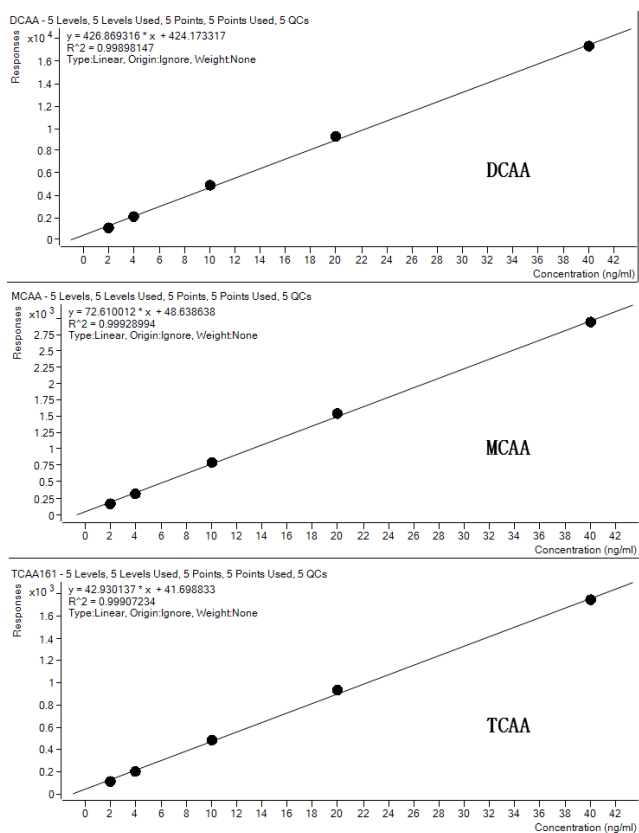 DCAA - 5 Levels, 5 Levels Used, 5 Points, 5 Points Used, 5 QCs
Responses
x10⁴
y = 426.869316 * x + 424.173317
R^2 = 0.99898147
Type:Linear, Origin:Ignore, Weight:None
1.8
1.6
1.4
1.2
1
0.8
0.6
0.4
0.2
0
DCAA
0 2 4 6 8 10 12 14 16 18 20 22 24 26 28 30 32 34 36 38 40 42
Concentration (ng/ml)
MCAA - 5 Levels, 5 Levels Used, 5 Points, 5 Points Used, 5 QCs
Responses
x10³
y = 72.610012 * x + 48.638638
R^2 = 0.99928994
Type:Linear, Origin:Ignore, Weight:None
2.75
2.5
2.25
2
1.75
1.5
1.25
1
0.75
0.5
0.25
0
MCAA
0 2 4 6 8 10 12 14 16 18 20 22 24 26 28 30 32 34 36 38 40 42
Concentration (ng/ml)
TCAA161 - 5 Levels, 5 Levels Used, 5 Points, 5 Points Used, 5 QCs
Responses
x10³
y = 42.930137 * x + 41.698833
R^2 = 0.99907234
Type:Linear, Origin:Ignore, Weight:None
1.6
1.4
1.2
1
0.8
0.6
0.4
0.2
0
TCAA
0 2 4 6 8 10 12 14 16 18 20 22 24 26 28 30 32 34 36 38 40 42
Concentration (ng/ml)